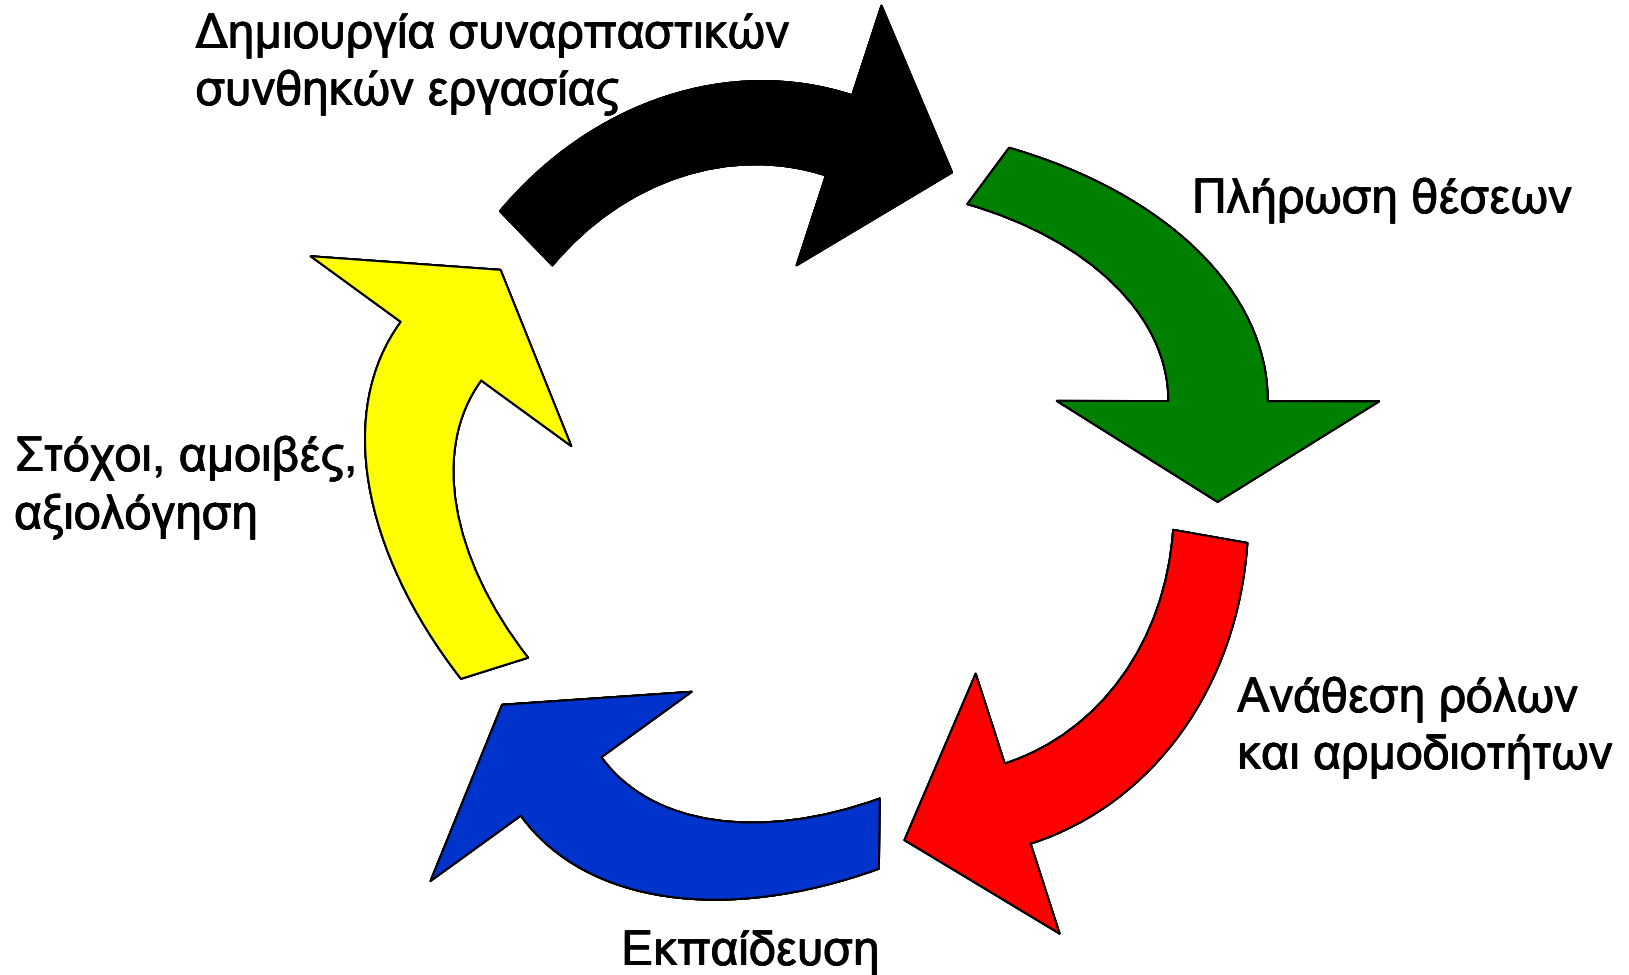 Δημιουργία συναρπαστικών
συνθηκών εργασίας
Πλήρωση θέσεων
Ανάθεση ρόλων
και αρμοδιοτήτων
Εκπαίδευση
Στόχοι, αμοιβές,
αξιολόγηση